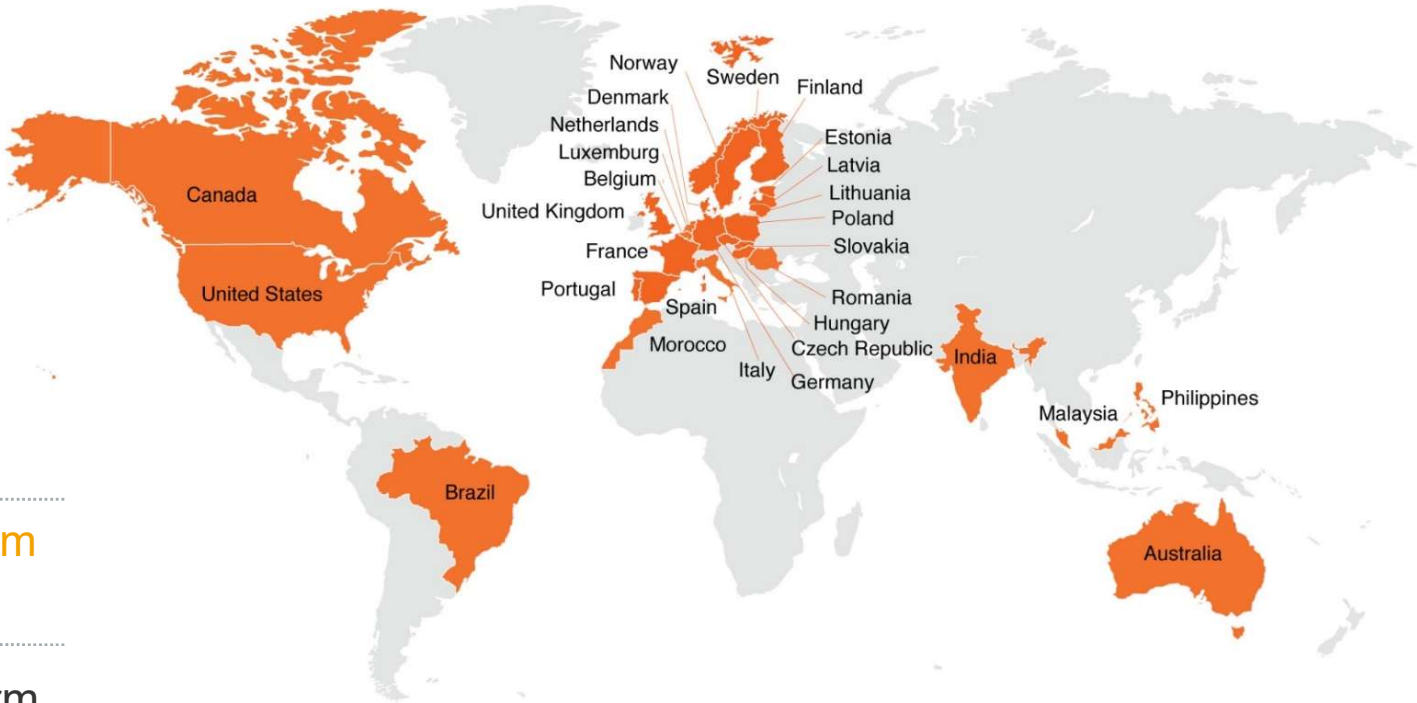 Norway
Sweden
Finland
Denmark
Netherlands
Luxemburg
Belgium
United Kingdom
France
Portugal
Spain
Morocco
Estonia
Latvia
Lithuania
Poland
Slovakia
Romania
Hungary
Czech Republic
Italy
Germany
Canada
United States
Brazil
India
Malaysia
Philippines
Australia
m